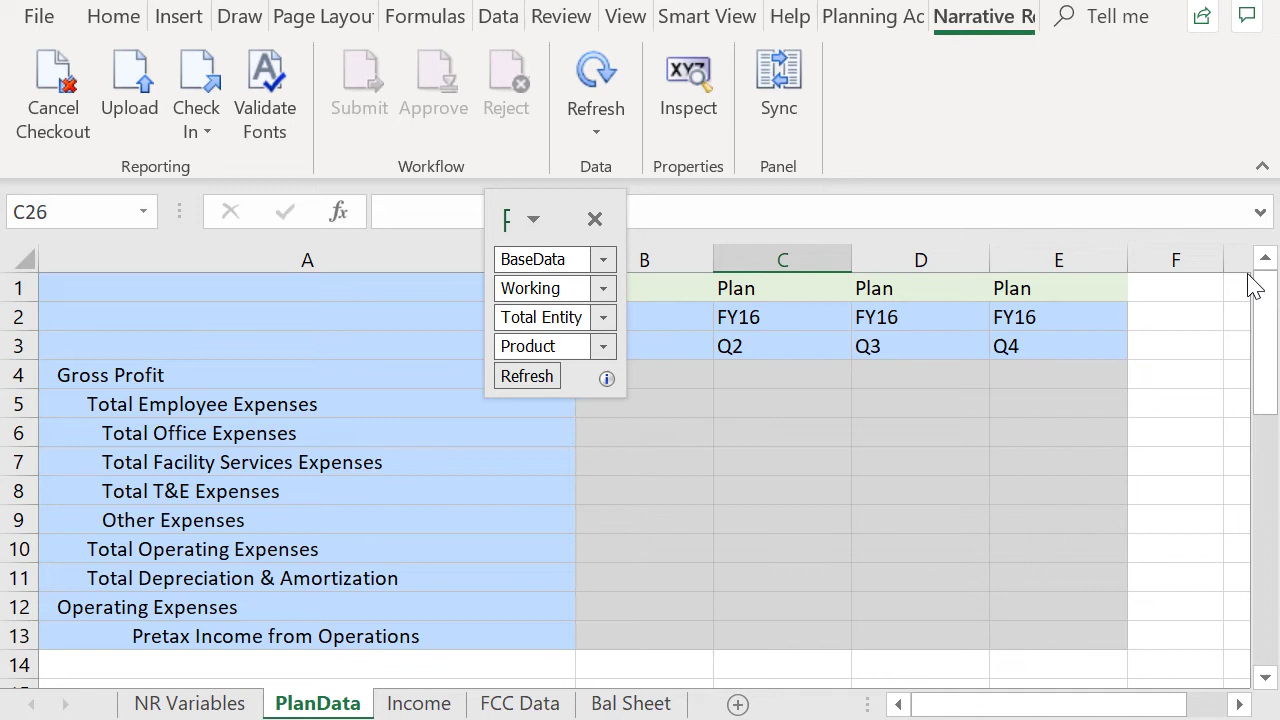 File Home Insert Draw Page Layou Formulas Data Review View Smart View Help Planning Ac Narrative Re Tell me
Cancel Checkout
Upload
Check In
Validate Fonts
Submit
Approve
Reject
Refresh
Inspect
Sync
Reporting Workflow Data Properties Panel
C26
fx
BaseData
Working
Total Entity
Product
Refresh
A B C D E F
1 Plan Plan Plan
2 FY16 FY16 FY16
3 Q2 Q3 Q4
4 Gross Profit
5 Total Employee Expenses
6 Total Office Expenses
7 Total Facility Services Expenses
8 Total T&E Expenses
9 Other Expenses
10 Total Operating Expenses
11 Total Depreciation & Amortization
12 Operating Expenses
13 Pretax Income from Operations
14
NR Variables PlanData Income FCC Data Bal Sheet